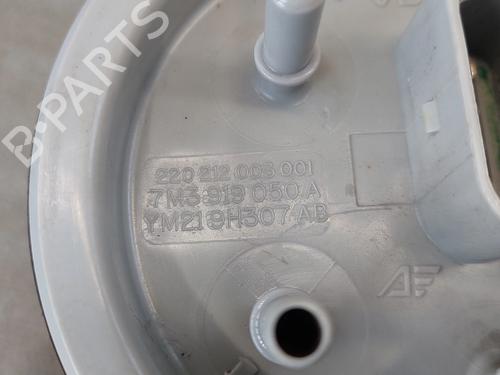 B-PARTS
220 212 003 001
7M3 919 050 A
YM21 9H307 AB